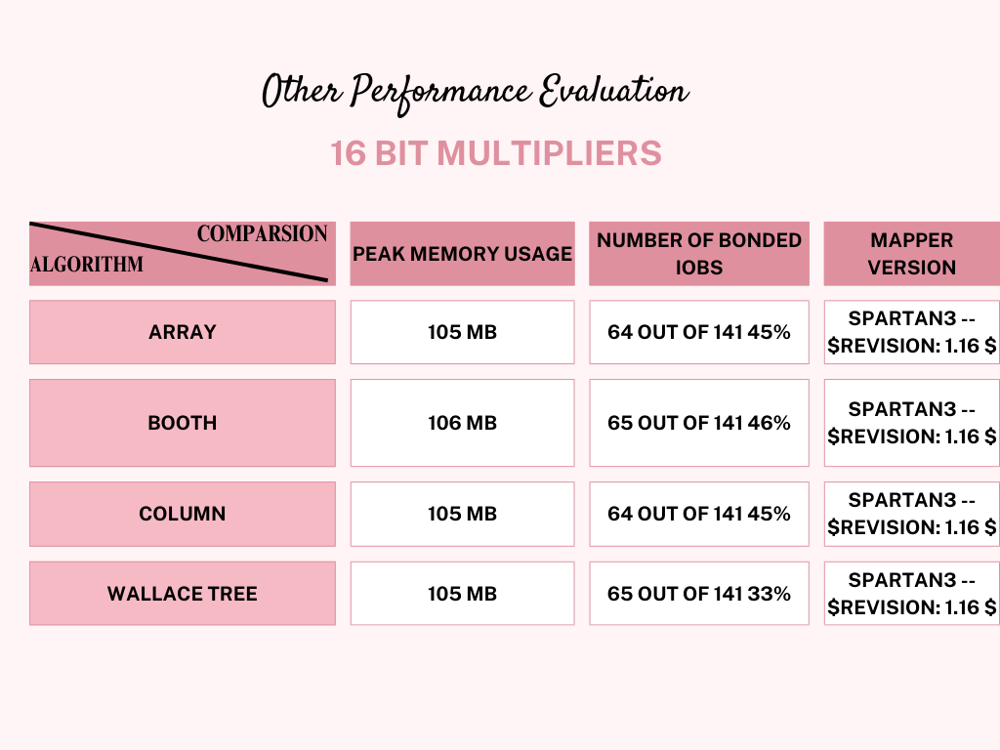 Other Performance Evaluation
16 BIT MULTIPLIERS
COMPARSION
ALGORITHM
PEAK MEMORY USAGE
NUMBER OF BONDED
IOBS
MAPPER
VERSION
ARRAY
105 MB
64 OUT OF 141 45%
SPARTAN3 --
$REVISION: 1.16 $
BOOTH
106 MB
65 OUT OF 141 46%
SPARTAN3 --
$REVISION: 1.16 $
COLUMN
105 MB
64 OUT OF 141 45%
SPARTAN3 --
$REVISION: 1.16 $
WALLACE TREE
105 MB
65 OUT OF 141 33%
SPARTAN3 --
$REVISION: 1.16 $